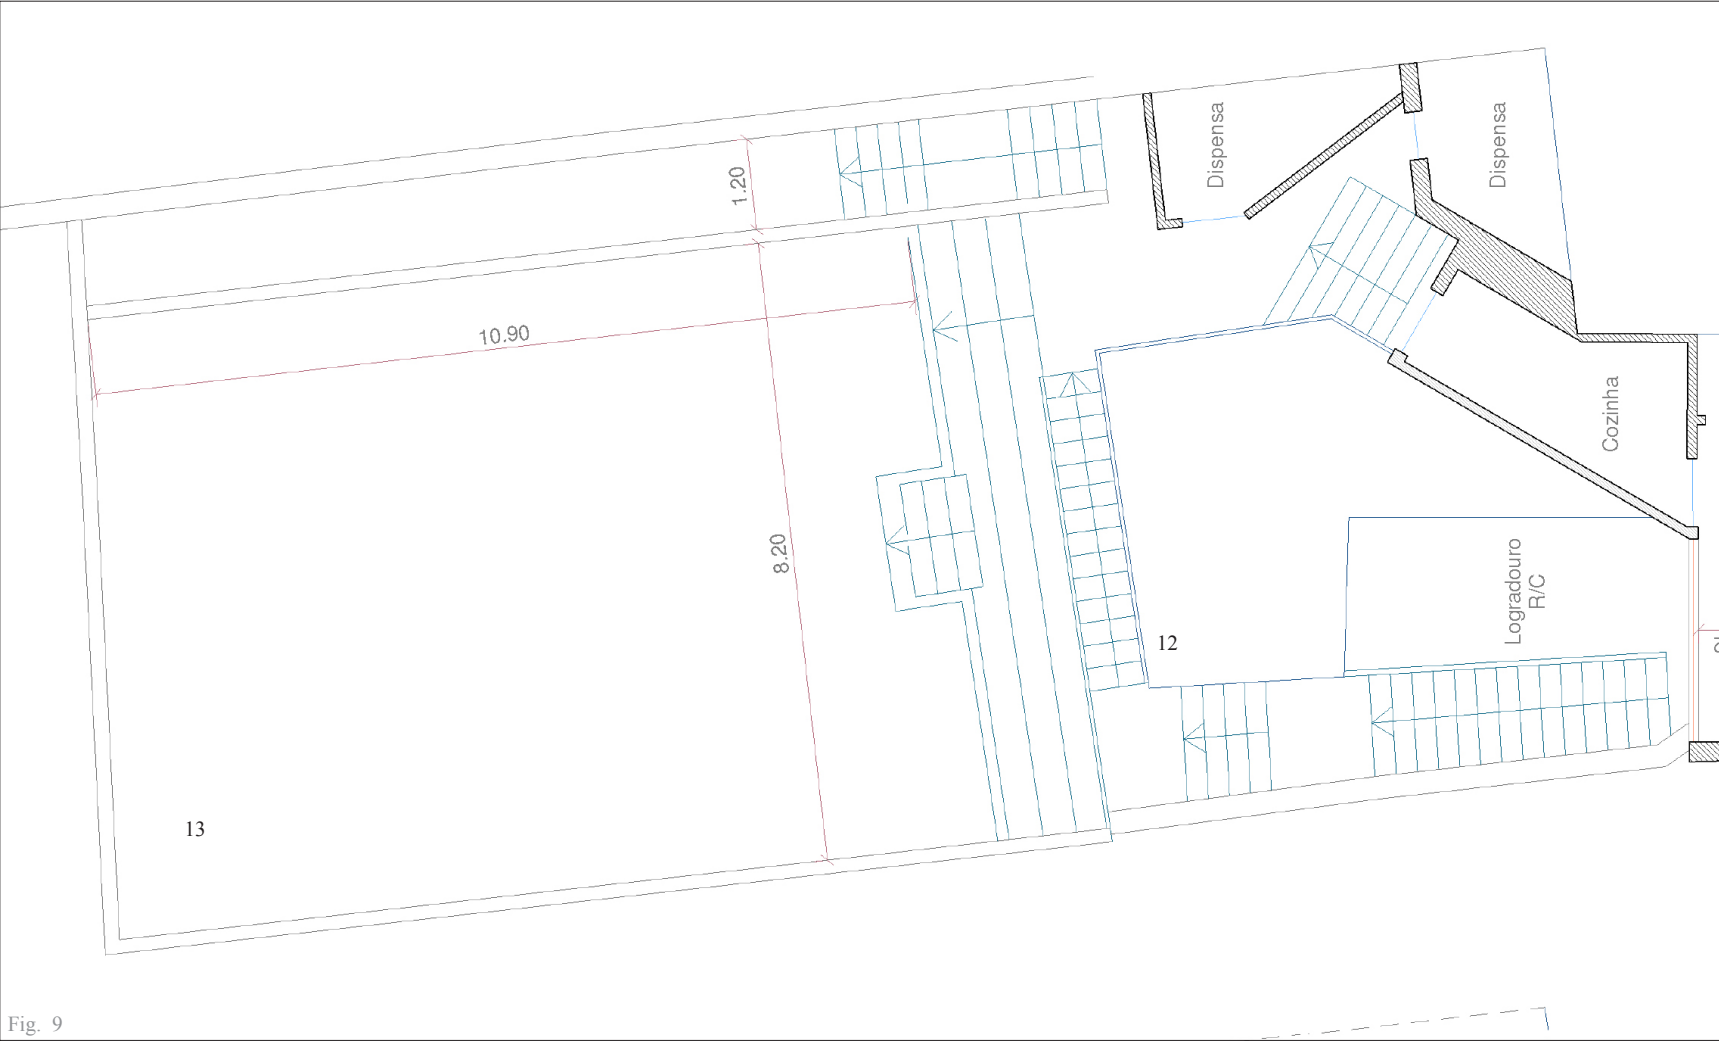 Dispensa
Dispensa
1.20
10.90
Cozinha
8.20
Logradouro
R/C
12
13
Fig. 9